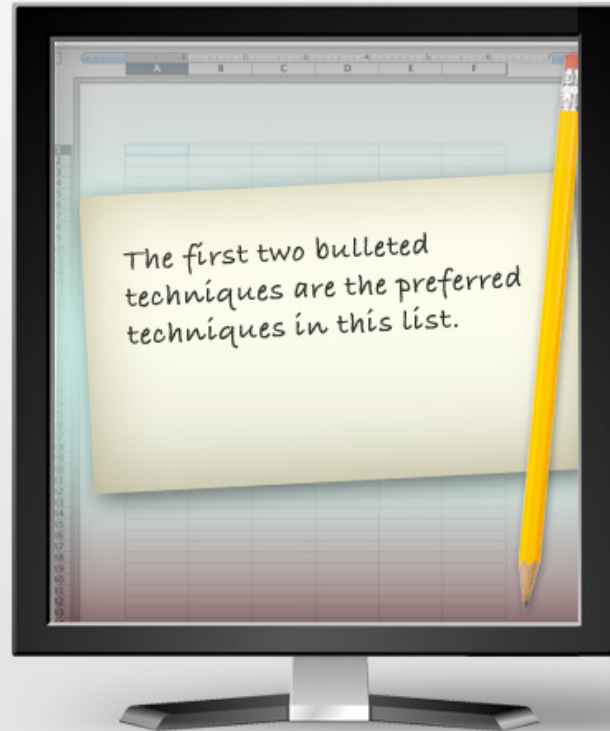 A B C D E F
The first two bulleted
techniques are the preferred
techniques in this list.